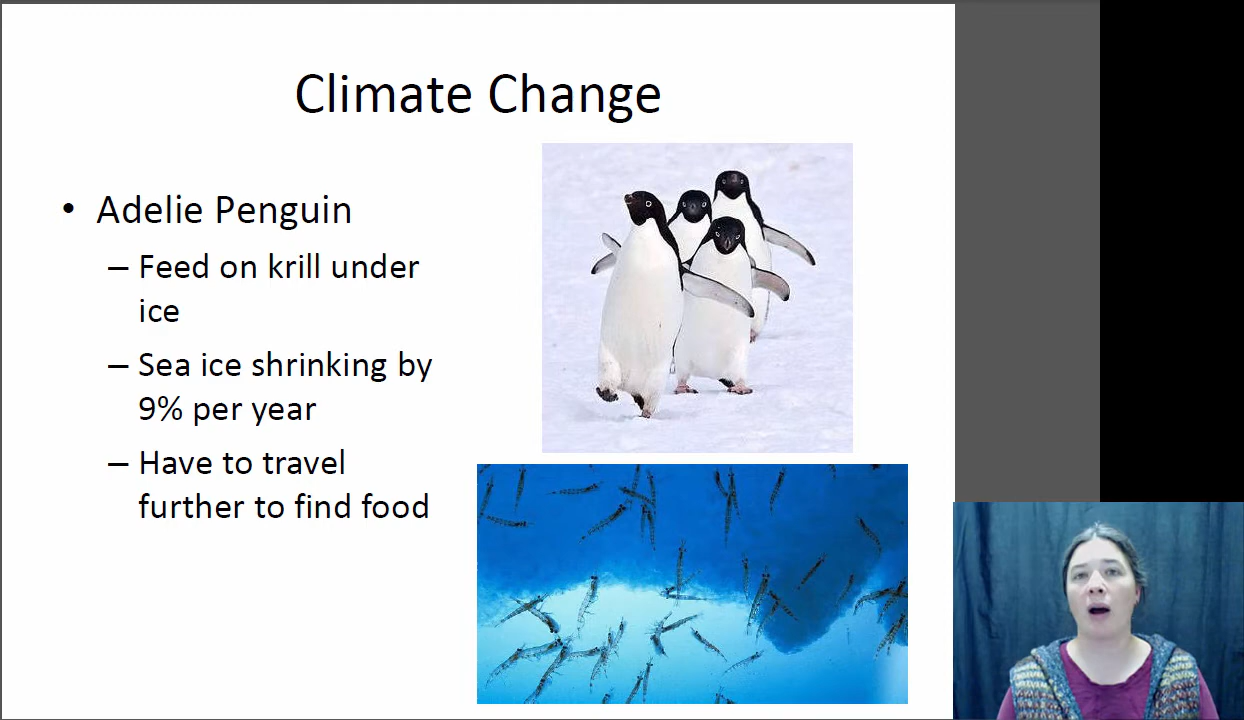 Climate Change
• Adelie Penguin
– Feed on krill under
ice
– Sea ice shrinking by
9% per year
– Have to travel
further to find food